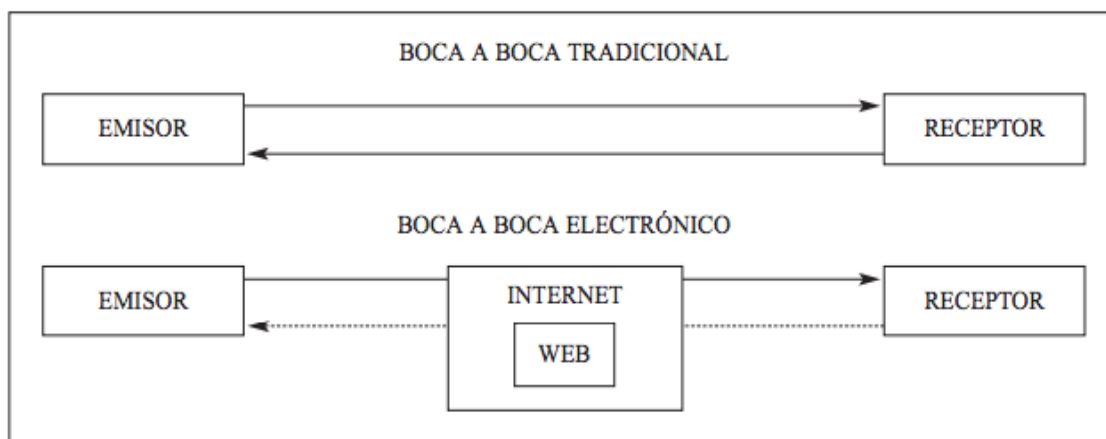 BOCA A BOCA TRADICIONAL
EMISOR
RECEPTOR
BOCA A BOCA ELECTRÓNICO
EMISOR
INTERNET
WEB
RECEPTOR